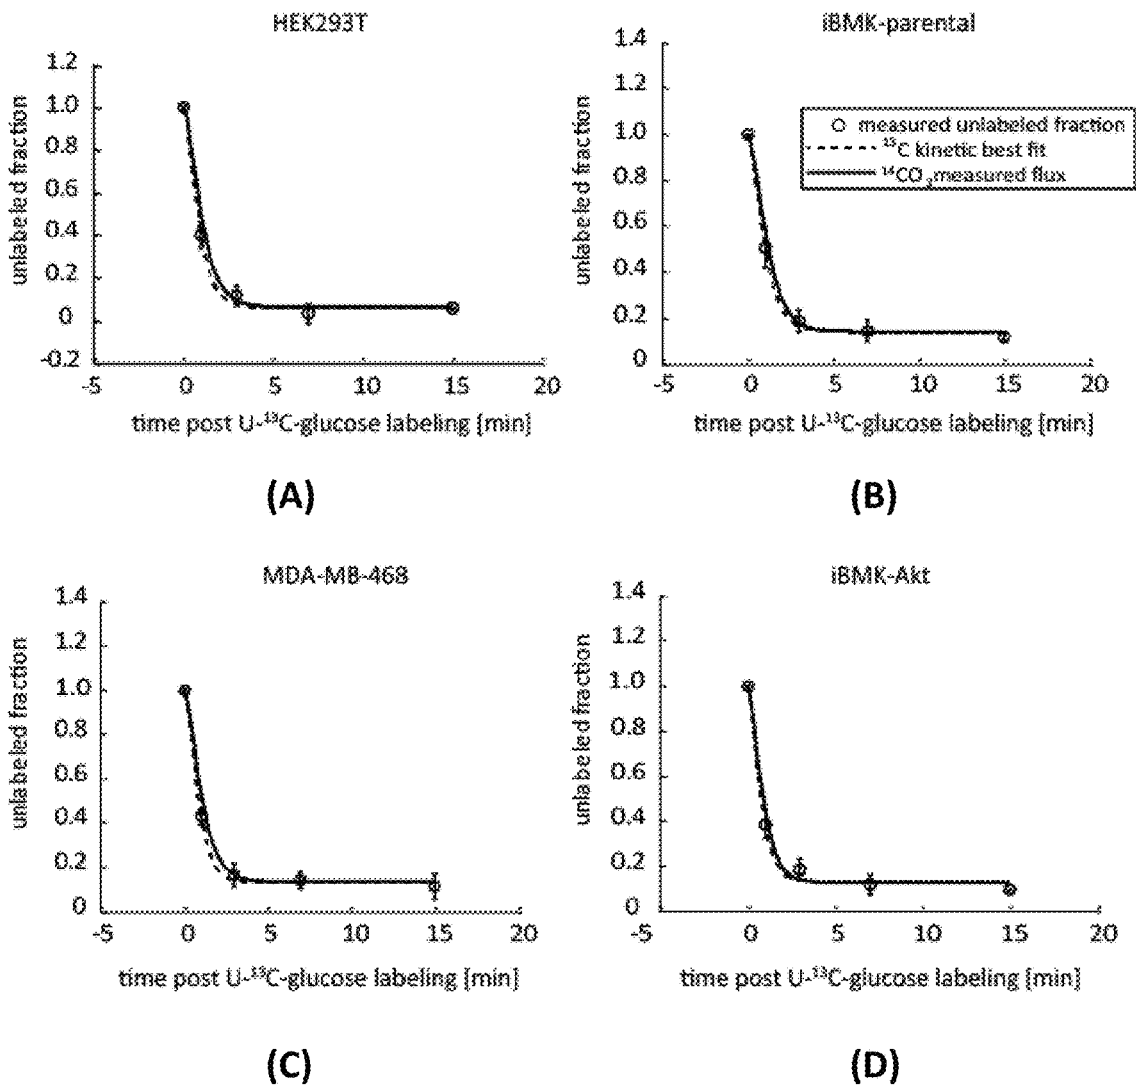 HEK293T
unlabeled fraction
1.2
1.0
0.8
0.6
0.4
0.2
0
-0.2
-5
0
5
10
15
20
time post U-¹³C-glucose labeling [min]
(A)
iBMK-parental
unlabeled fraction
1.4
1.2
1.0
0.8
0.6
0.4
0.2
0
-5
0
5
10
15
20
measured unlabeled fraction
¹³C kinetic best fit
¹⁴CO₂ measured flux
time post U-¹³C-glucose labeling [min]
(B)
MDA-MB-468
unlabeled fraction
1.4
1.2
1.0
0.8
0.6
0.4
0.2
0
-5
0
5
10
15
20
time post U-¹³C-glucose labeling [min]
(C)
iBMK-Akt
unlabeled fraction
1.4
1.2
1.0
0.8
0.6
0.4
0.2
0
-5
0
5
10
15
20
time post U-¹³C-glucose labeling [min]
(D)